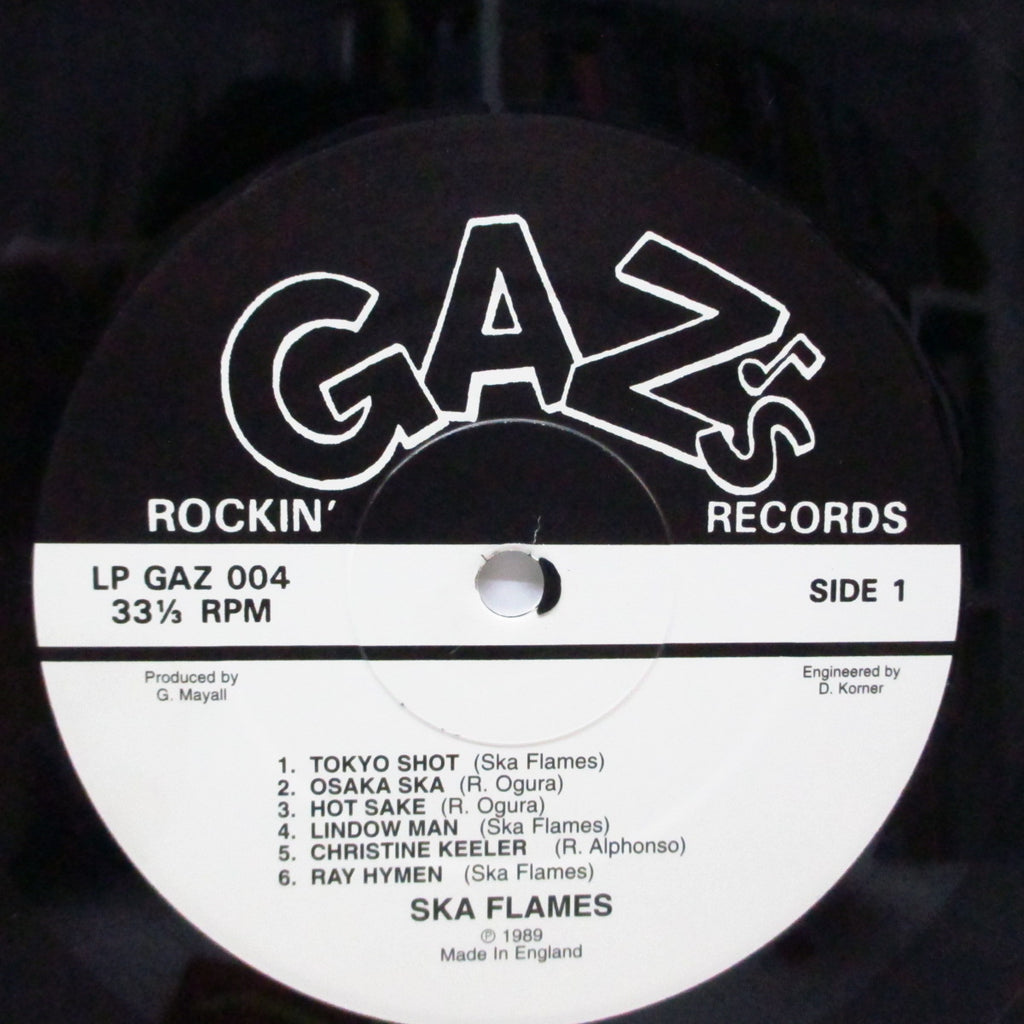 GAZ'S
ROCKIN' RECORDS
LP GAZ 004
33⅓ RPM
SIDE 1
Produced by
G. Mayall
Engineered by
D. Korner
1. TOKYO SHOT (Ska Flames)
2. OSAKA SKA (R. Ogura)
3. HOT SAKE (R. Ogura)
4. LINDOW MAN (Ska Flames)
5. CHRISTINE KEELER (R. Alphonso)
6. RAY HYMEN (Ska Flames)
SKA FLAMES
℗ 1989
Made In England